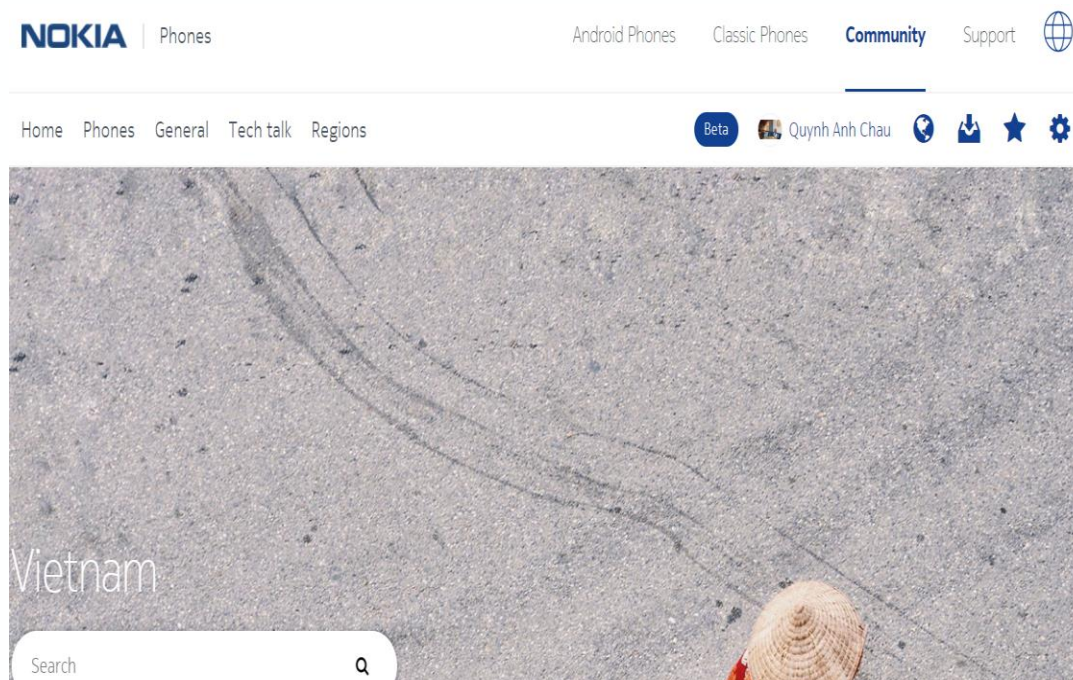 NOKIA Phones Android Phones Classic Phones Community Support
Home Phones General Tech talk Regions Beta Quynh Anh Chau
Vietnam
Search